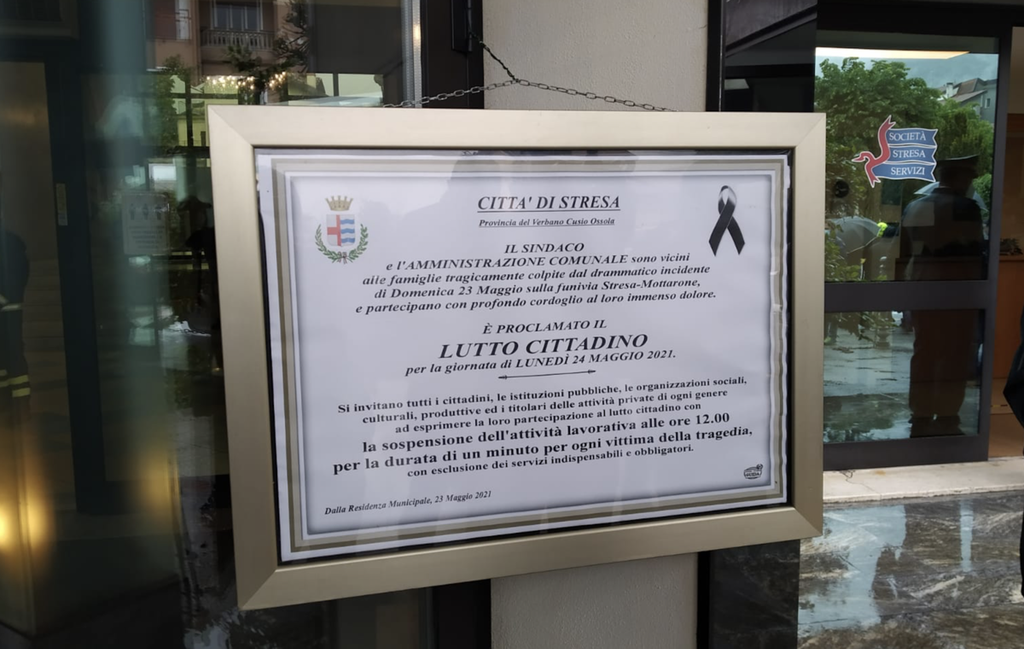 CITTA' DI STRESA
Provincia del Verbano Cusio Ossola
IL SINDACO
e l'AMMINISTRAZIONE COMUNALE sono vicini
alle famiglie tragicamente colpite dal drammatico incidente
di Domenica 23 Maggio sulla funivia Stresa-Mottarone,
e partecipano con profondo cordoglio al loro immenso dolore.
È PROCLAMATO IL
LUTTO CITTADINO
per la giornata di LUNEDÌ 24 MAGGIO 2021.
Si invitano tutti i cittadini, le istituzioni pubbliche, le organizzazioni sociali,
culturali, produttive ed i titolari delle attività private di ogni genere
ad esprimere la loro partecipazione al lutto cittadino con
la sospensione dell'attività lavorativa alle ore 12.00
per la durata di un minuto per ogni vittima della tragedia,
con esclusione dei servizi indispensabili e obbligatori.
Dalla Residenza Municipale, 23 Maggio 2021
SOCIETÀ
STRESA
SERVIZI